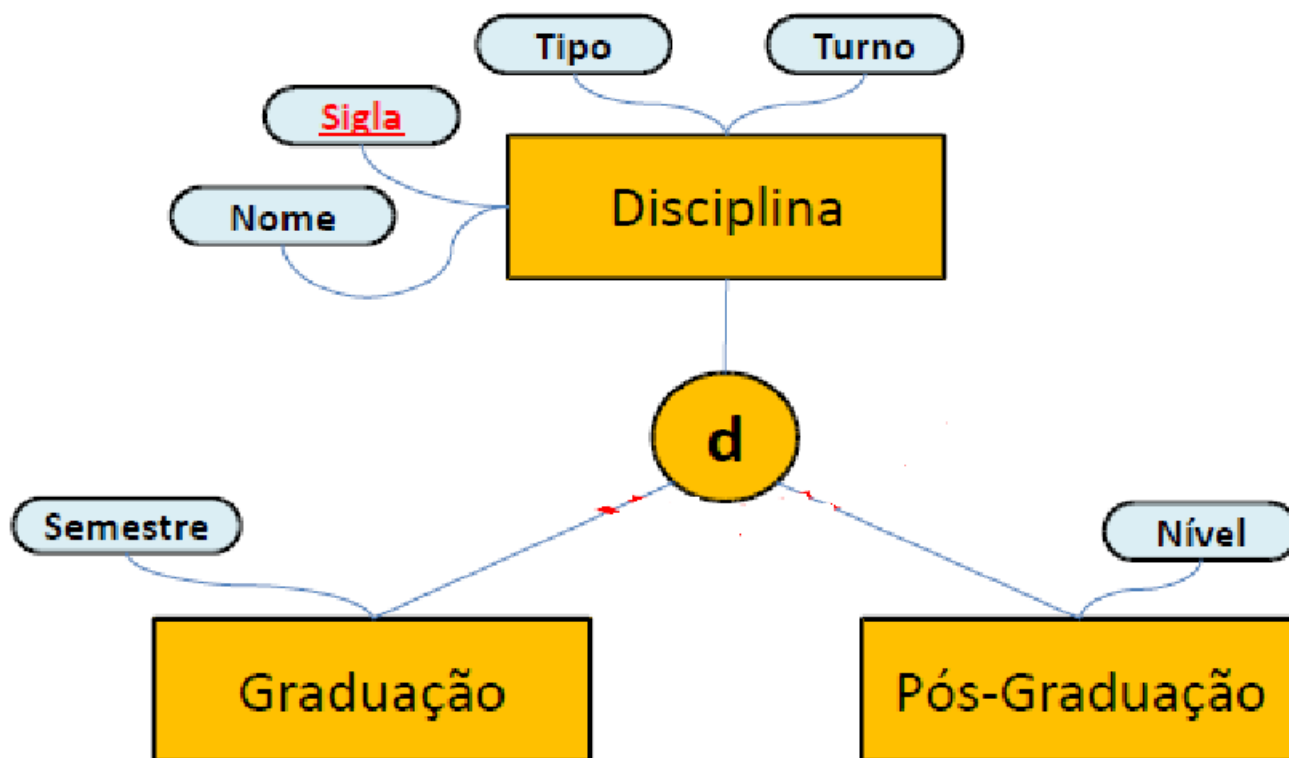 Tipo
Turno
Sigla
Nome
Disciplina
d
Semestre
Nível
Graduação
Pós-Graduação